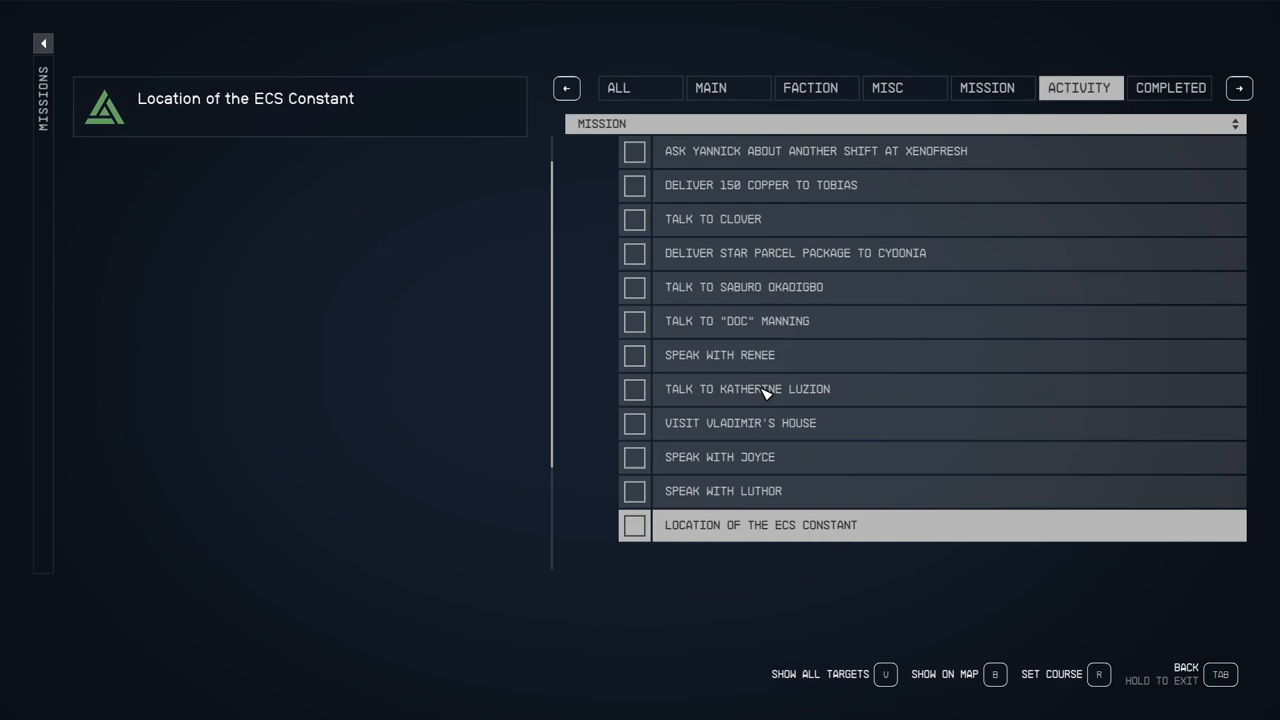 MISSIONS
Location of the ECS Constant
ALL
MAIN
FACTION
MISC
MISSION
ACTIVITY
COMPLETED
MISSION
ASK YANNICK ABOUT ANOTHER SHIFT AT XENOFRESH
DELIVER 150 COPPER TO TOBIAS
TALK TO CLOVER
DELIVER STAR PARCEL PACKAGE TO CYDONIA
TALK TO SABURO OKADIGBO
TALK TO "DOC" MANNING
SPEAK WITH RENEE
TALK TO KATHERINE LUZION
VISIT VLADIMIR'S HOUSE
SPEAK WITH JOYCE
SPEAK WITH LUTHOR
LOCATION OF THE ECS CONSTANT
SHOW ALL TARGETS V
SHOW ON MAP B
SET COURSE R
BACK
HOLD TO EXIT
TAB